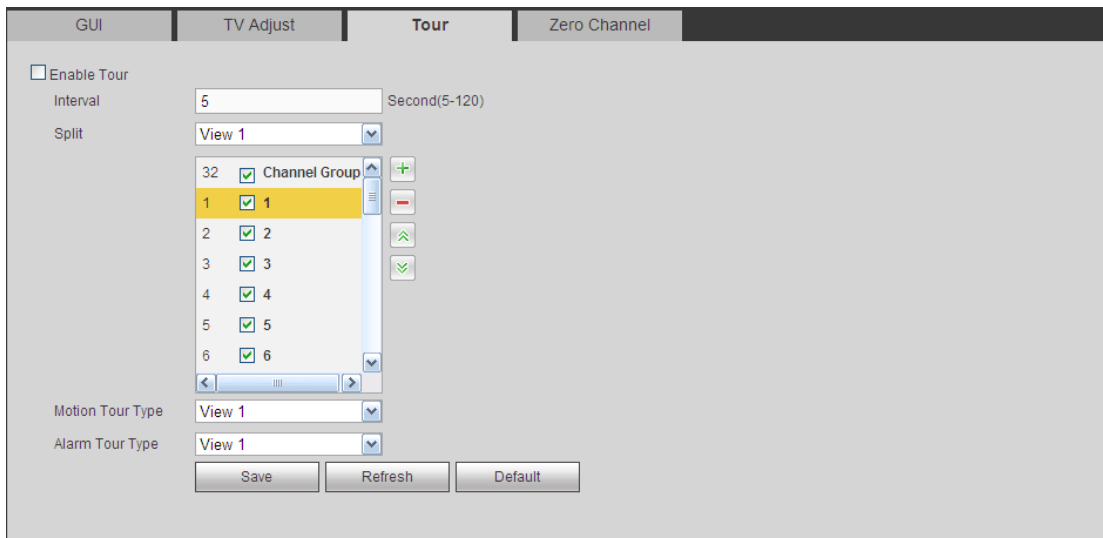 GUI TV Adjust Tour Zero Channel
Enable Tour
Interval 5 Second(5-120)
Split View 1
32 Channel Group
1 1
2 2
3 3
4 4
5 5
6 6
Motion Tour Type View 1
Alarm Tour Type View 1
Save Refresh Default